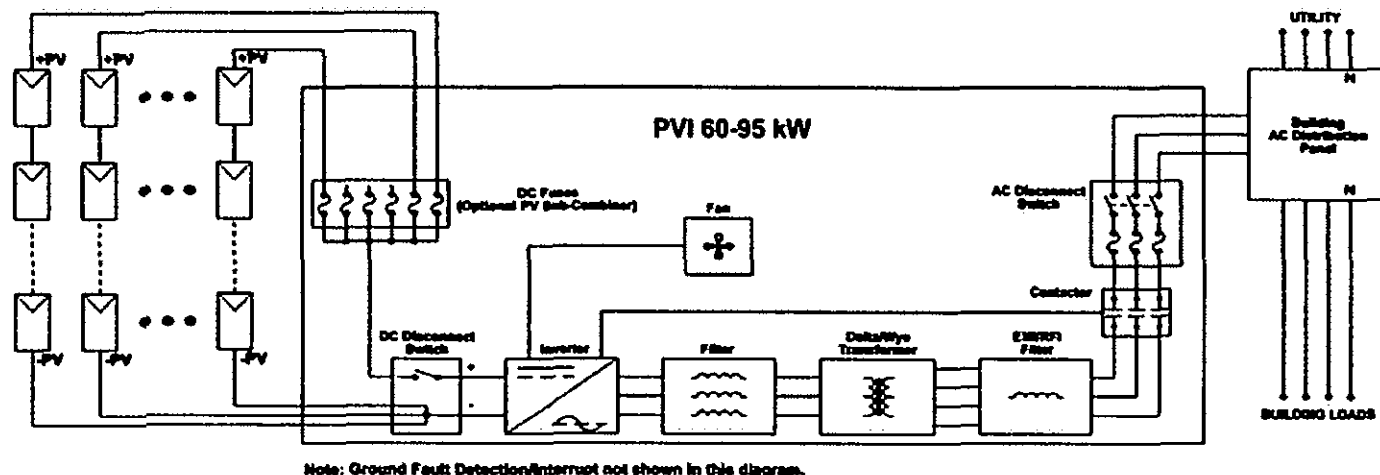 UTILITY
+PV
+PV
+PV
N
PVI 60-95 kW
Building
AC Distribution
Panel
DC Fuses
(Optional PV Sub-Combiner)
AC Disconnect
Switch
N
Fan
Contactor
-PV
-PV
-PV
DC Disconnect
Switch
+
-
Inverter
Filter
Delta/Wye
Transformer
EMI/RFI
Filter
BUILDING LOADS
Note: Ground Fault Detection/Interrupt not shown in this diagram.